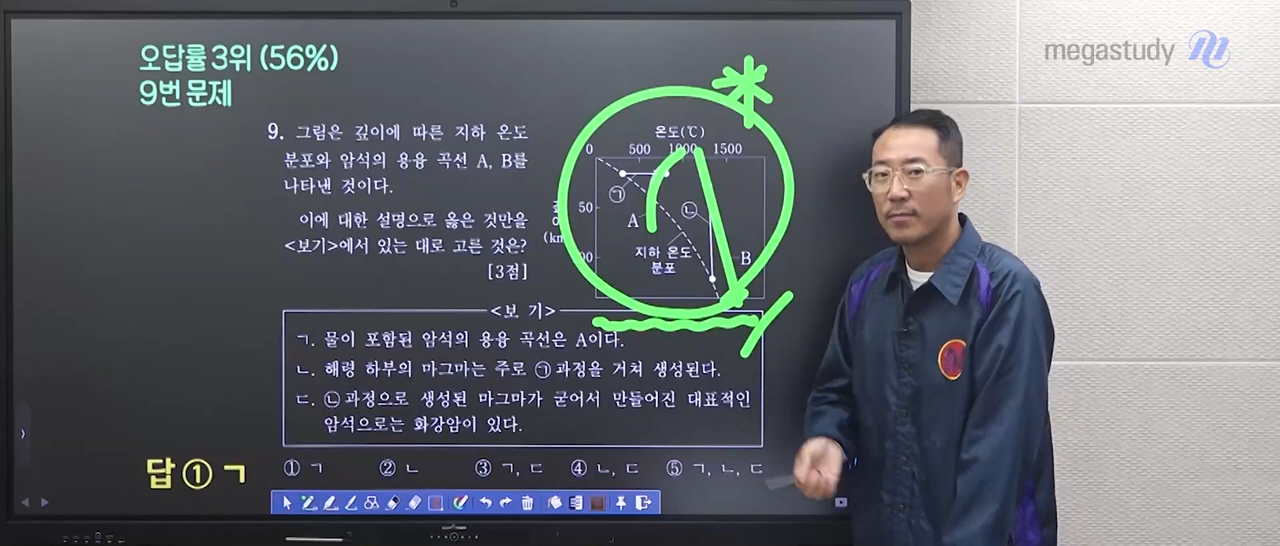 오답률 3위 (56%)
9번 문제
megastudy
9. 그림은 깊이에 따른 지하 온도
분포와 암석의 용융 곡선 A, B를
나타낸 것이다.
이에 대한 설명으로 옳은 것만을
<보기>에서 있는 대로 고른 것은?
[3점]
온도(℃)
0 500 1000 1500
㉠
50
A
㉡
(km
지하 온도
분포
B
<보 기>
ㄱ. 물이 포함된 암석의 용융 곡선은 A이다.
ㄴ. 해령 하부의 마그마는 주로 ㉠ 과정을 거쳐 생성된다.
ㄷ. ㉡ 과정으로 생성된 마그마가 굳어서 만들어진 대표적인
암석으로는 화강암이 있다.
답 ① ㄱ
① ㄱ ② ㄴ ③ ㄱ, ㄷ ④ ㄴ, ㄷ ⑤ ㄱ, ㄴ, ㄷ